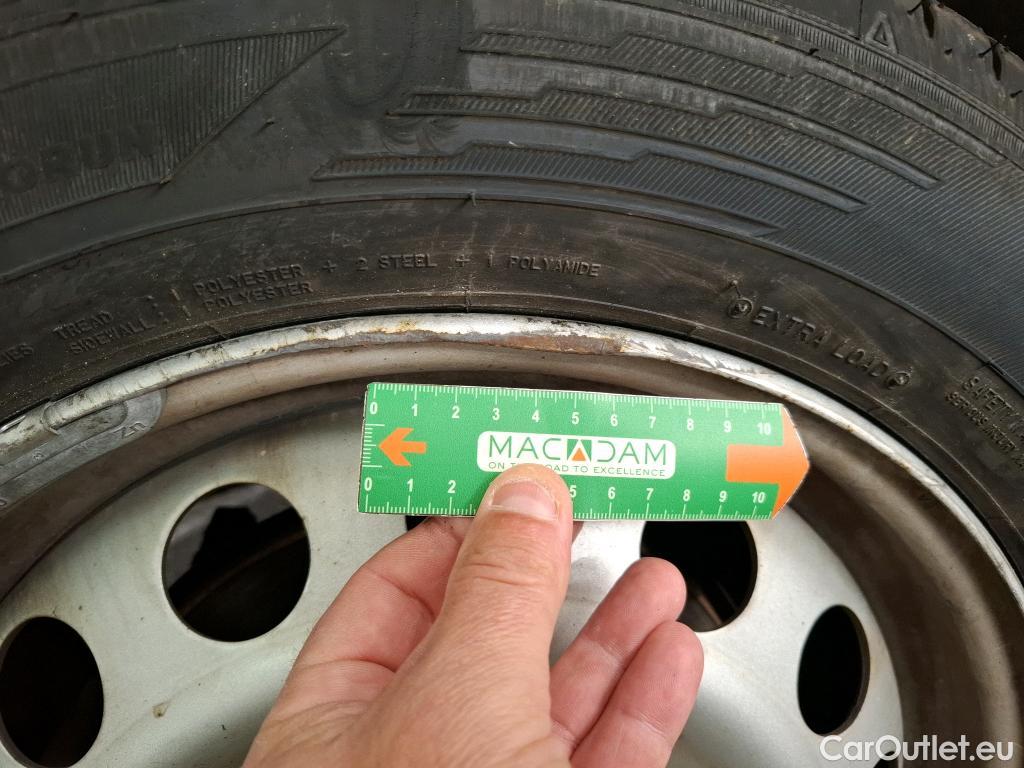 RUN
TREAD : 1 POLYESTER + 2 STEEL + 1 POLYAMIDE
SIDEWALL : 1 POLYESTER
EXTRA LOAD
SAFETY
0 1 2 3 4 5 6 7 8 9 10
MACADAM
ON THE ROAD TO EXCELLENCE
0 1 2 5 6 7 8 9 10
CarOutlet.eu